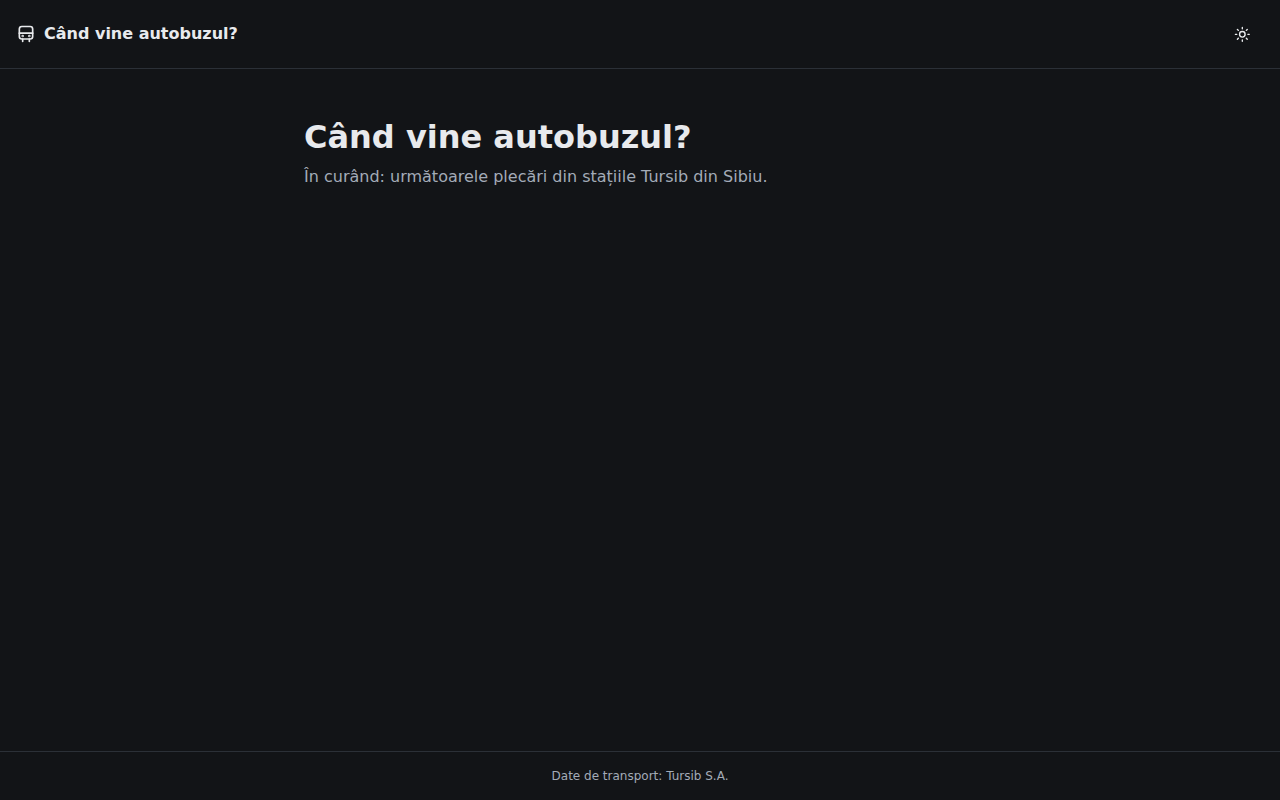 Când vine autobuzul?
Când vine autobuzul?
În curând: următoarele plecări din stațiile Tursib din Sibiu.
Date de transport: Tursib S.A.